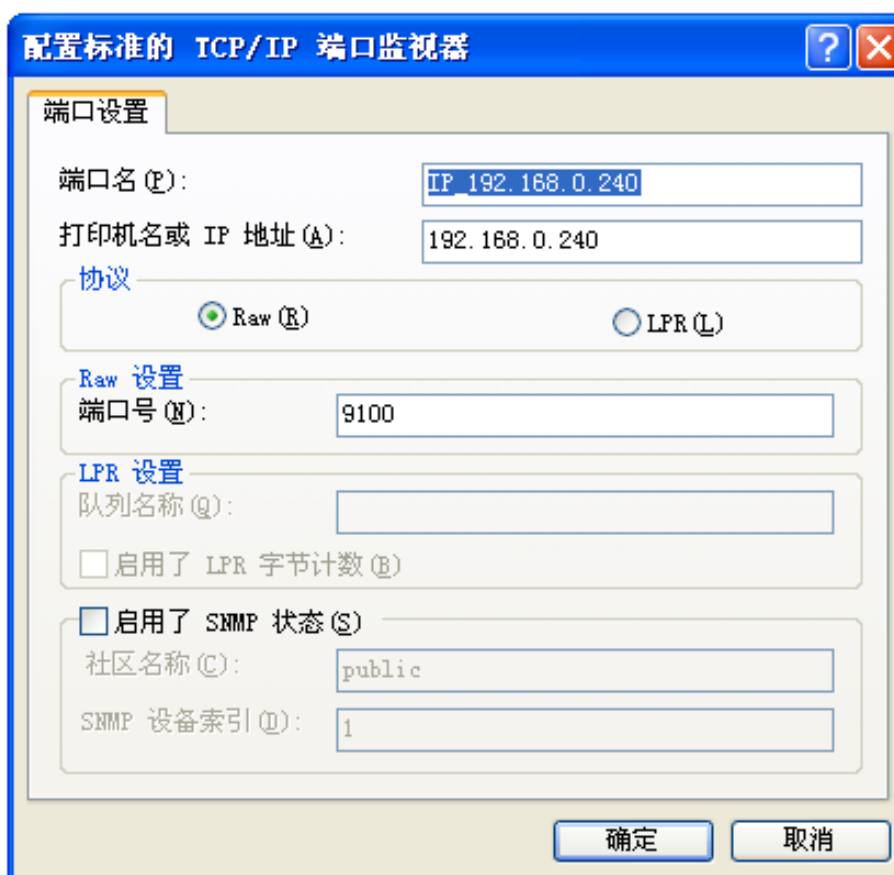 配置标准的 TCP/IP 端口监视器
端口设置
端口名(P): IP_192.168.0.240
打印机名或 IP 地址(A): 192.168.0.240
协议
Raw(R) LPR(L)
Raw 设置
端口号(N): 9100
LPR 设置
队列名称(Q):
启用了 LPR 字节计数(B)
启用了 SNMP 状态(S)
社区名称(C): public
SNMP 设备索引(D): 1
确定 取消